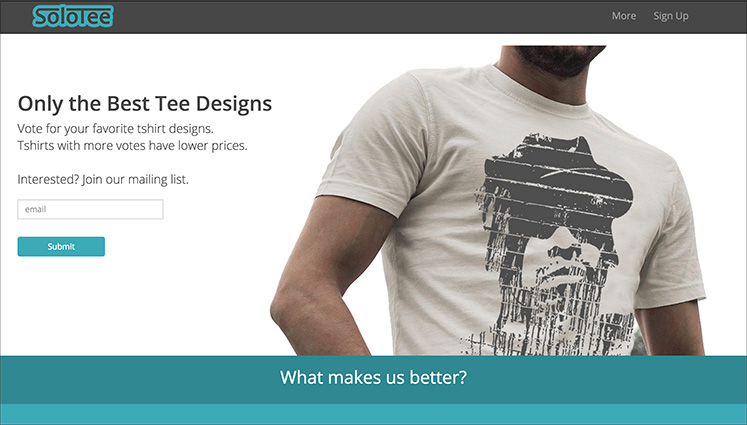 SoloTee
More
Sign Up
Only the Best Tee Designs
Vote for your favorite tshirt designs.
Tshirts with more votes have lower prices.
Interested? Join our mailing list.
email
Submit
What makes us better?